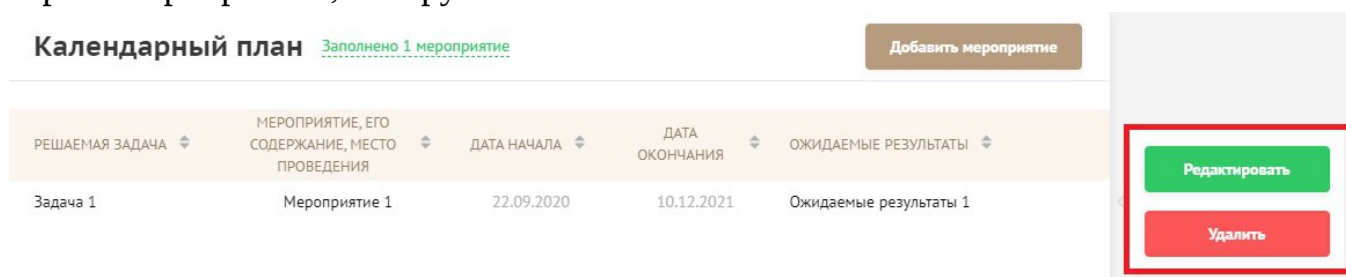 Календарный план Заполнено 1 мероприятие Добавить мероприятие
РЕШАЕМАЯ ЗАДАЧА
МЕРОПРИЯТИЕ, ЕГО
СОДЕРЖАНИЕ, МЕСТО
ПРОВЕДЕНИЯ
ДАТА НАЧАЛА
ДАТА
ОКОНЧАНИЯ
ОЖИДАЕМЫЕ РЕЗУЛЬТАТЫ
Задача 1 Мероприятие 1 22.09.2020 10.12.2021 Ожидаемые результаты 1
Редактировать
Удалить